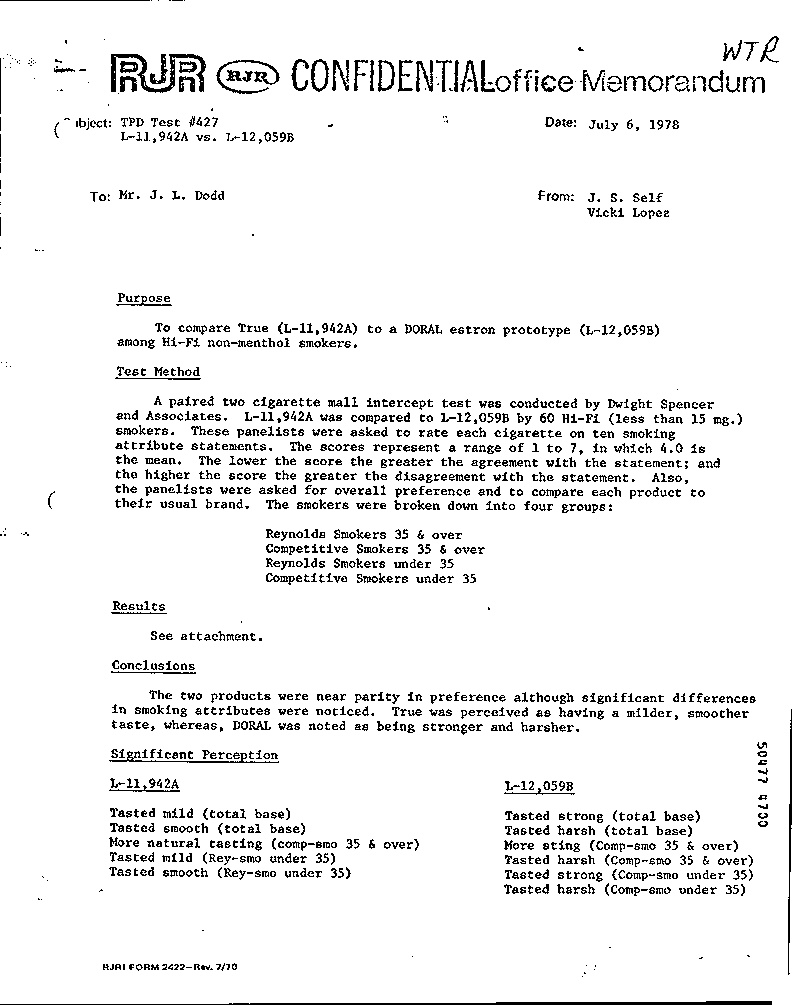 WTR
RJR RJR CONFIDENTIAL office Memorandum
bject: TPD Test #427
L-11,942A vs. L-12,059B
Date: July 6, 1978
To: Mr. J. L. Dodd
From: J. S. Self
Vicki Lopez
Purpose
To compare True (L-11,942A) to a DORAL estron prototype (L-12,059B)
among Hi-Fi non-menthol smokers.
Test Method
A paired two cigarette mall intercept test was conducted by Dwight Spencer
and Associates. L-11,942A was compared to L-12,059B by 60 Hi-Fi (less than 15 mg.)
smokers. These panelists were asked to rate each cigarette on ten smoking
attribute statements. The scores represent a range of 1 to 7, in which 4.0 is
the mean. The lower the score the greater the agreement with the statement; and
the higher the score the greater the disagreement with the statement. Also,
the panelists were asked for overall preference and to compare each product to
their usual brand. The smokers were broken down into four groups:
Reynolds Smokers 35 & over
Competitive Smokers 35 & over
Reynolds Smokers under 35
Competitive Smokers under 35
Results
See attachment.
Conclusions
The two products were near parity in preference although significant differences
in smoking attributes were noticed. True was perceived as having a milder, smoother
taste, whereas, DORAL was noted as being stronger and harsher.
Significant Perception
L-11,942A
Tasted mild (total base)
Tasted smooth (total base)
More natural tasting (comp-smo 35 & over)
Tasted mild (Rey-smo under 35)
Tasted smooth (Rey-smo under 35)
L-12,059B
Tasted strong (total base)
Tasted harsh (total base)
More sting (Comp-smo 35 & over)
Tasted harsh (Comp-smo 35 & over)
Tasted strong (Comp-smo under 35)
Tasted harsh (Comp-smo under 35)
50477 4700
RJRI FORM 2422-Rev. 7/70